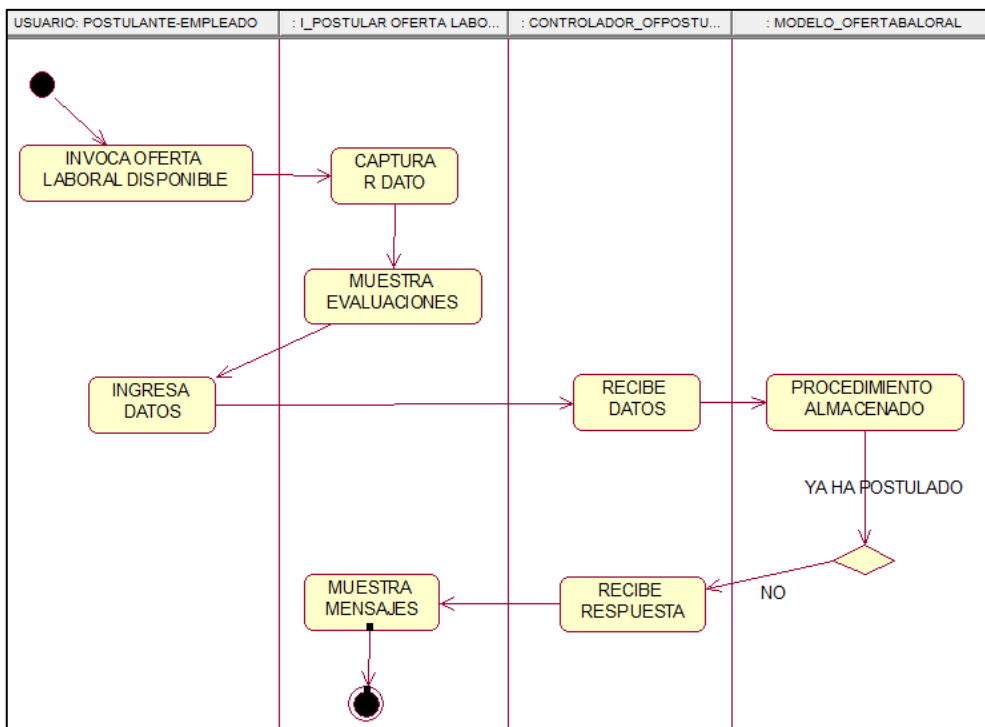 USUARIO: POSTULANTE-EMPLEADO
: I_POSTULAR OFERTA LABO...
: CONTROLADOR_OFPOSTU...
: MODELO_OFERTABALORAL
INVOCA OFERTA
LABORAL DISPONIBLE
CAPTURA
R DATO
MUESTRA
EVALUACIONES
INGRESA
DATOS
RECIBE
DATOS
PROCEDIMIENTO
ALMACENADO
YA HA POSTULADO
NO
RECIBE
RESPUESTA
MUESTRA
MENSAJES